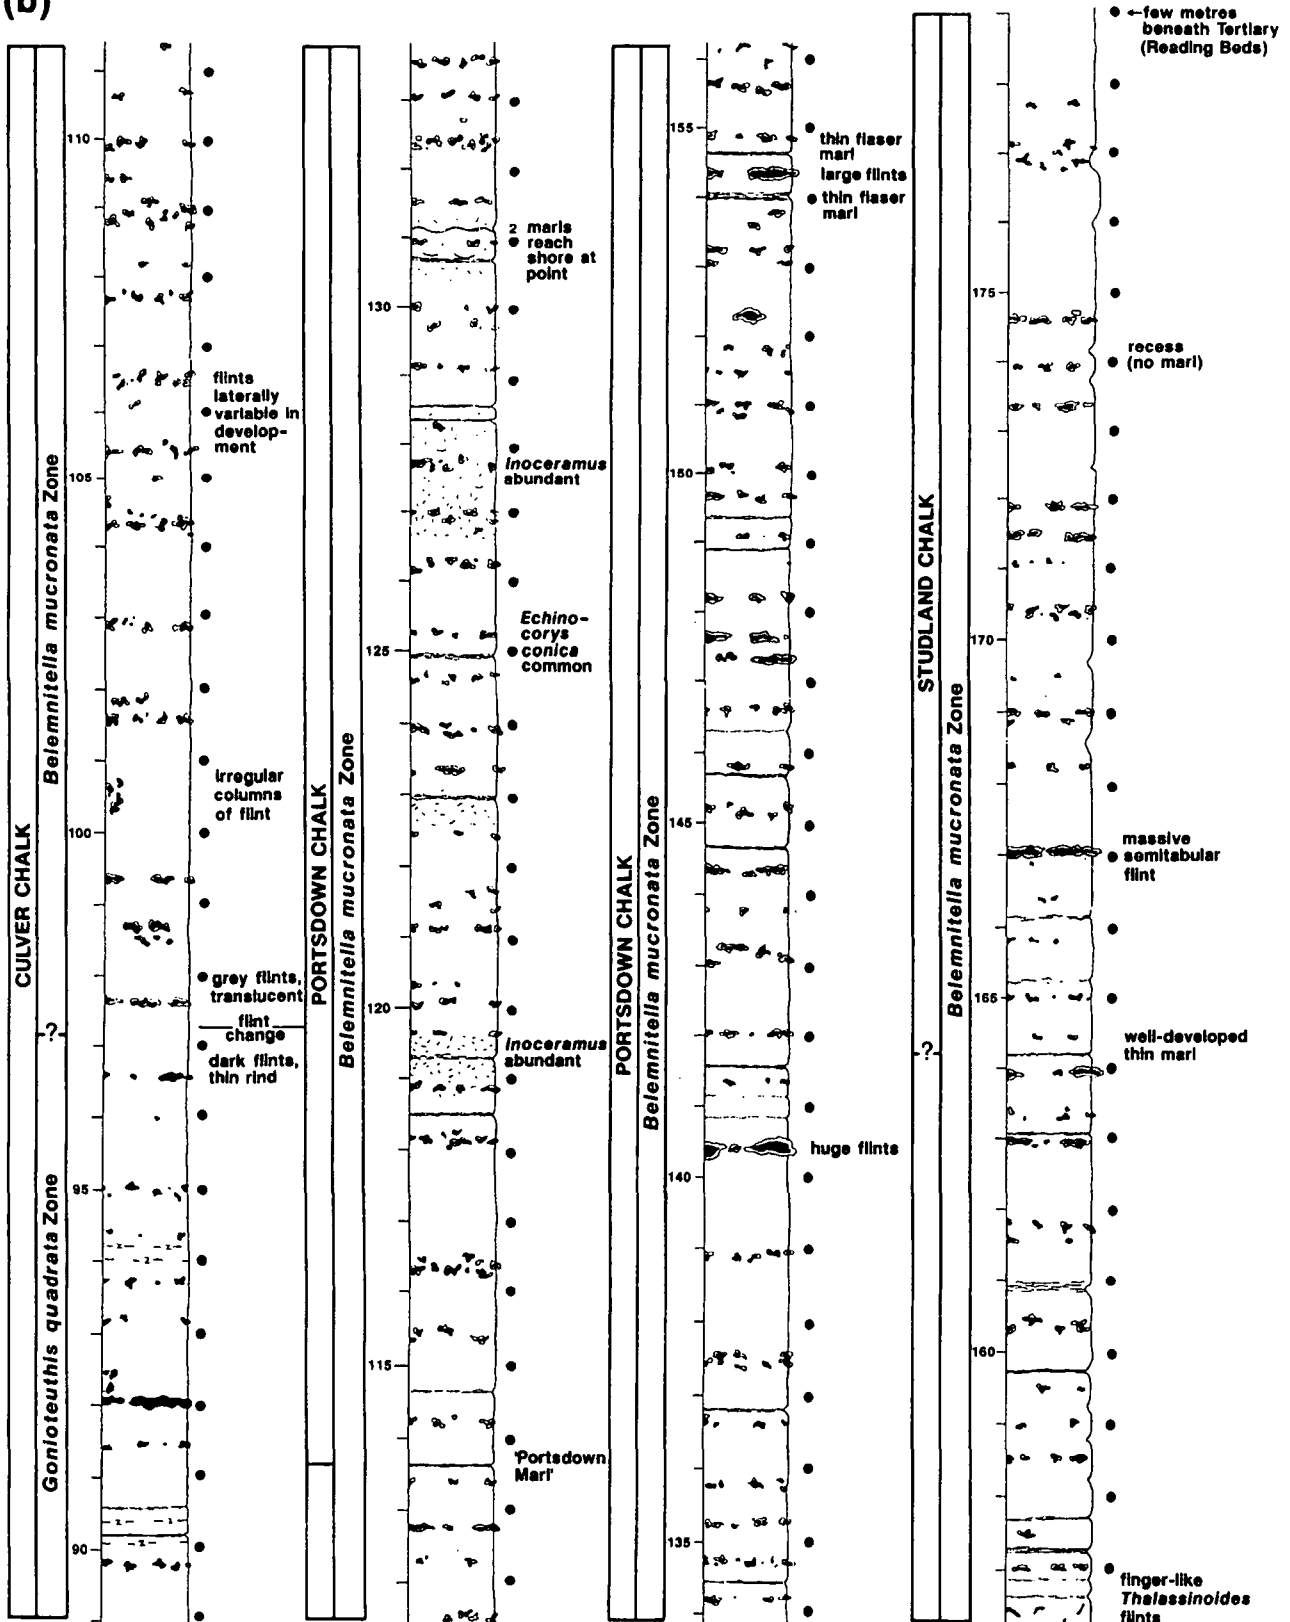 (b)
CULVER CHALK
?
Belemnitella mucronata Zone
Gonioteuthis quadrata Zone
110
105
100
95
90
flints
laterally
variable in
develop-
ment
irregular
columns
of flint
grey flints,
translucent
flint
change
dark flints,
thin rind
PORTSDOWN CHALK
Belemnitella mucronata Zone
130
125
120
115
2 marls
reach
shore at
point
Inoceramus
abundant
Echino-
corys
conica
common
Inoceramus
abundant
'Portsdown
Marl'
PORTSDOWN CHALK
Belemnitella mucronata Zone
155
150
145
140
135
thin flaser
marl
large flints
thin flaser
marl
huge flints
STUDLAND CHALK
?
Belemnitella mucronata Zone
175
170
165
160
few metres
beneath Tertiary
(Reading Beds)
recess
(no marl)
massive
semitabular
flint
well-developed
thin marl
finger-like
Thalassinoides
flints